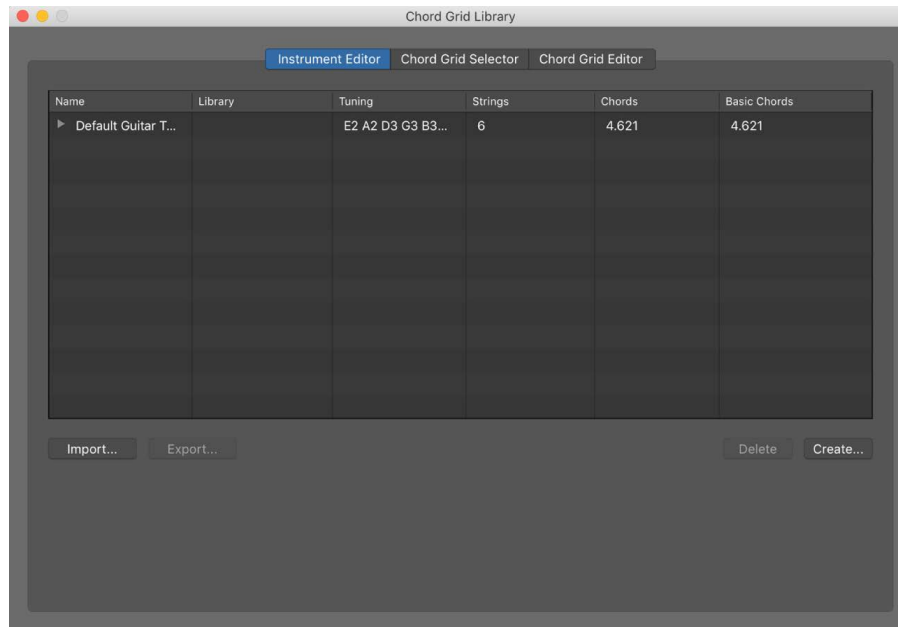 Chord Grid Library
Instrument Editor Chord Grid Selector Chord Grid Editor
Name Library Tuning Strings Chords Basic Chords
Default Guitar T... E2 A2 D3 G3 B3... 6 4.621 4.621
Import... Export... Delete Create...